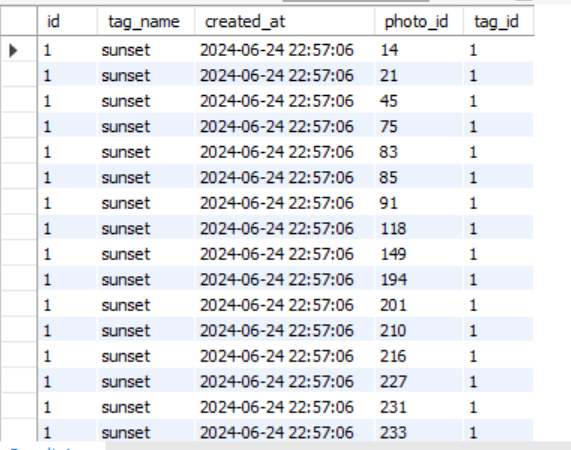 id tag_name created_at photo_id tag_id
1 sunset 2024-06-24 22:57:06 14 1
1 sunset 2024-06-24 22:57:06 21 1
1 sunset 2024-06-24 22:57:06 45 1
1 sunset 2024-06-24 22:57:06 75 1
1 sunset 2024-06-24 22:57:06 83 1
1 sunset 2024-06-24 22:57:06 85 1
1 sunset 2024-06-24 22:57:06 91 1
1 sunset 2024-06-24 22:57:06 118 1
1 sunset 2024-06-24 22:57:06 149 1
1 sunset 2024-06-24 22:57:06 194 1
1 sunset 2024-06-24 22:57:06 201 1
1 sunset 2024-06-24 22:57:06 210 1
1 sunset 2024-06-24 22:57:06 216 1
1 sunset 2024-06-24 22:57:06 227 1
1 sunset 2024-06-24 22:57:06 231 1
1 sunset 2024-06-24 22:57:06 233 1